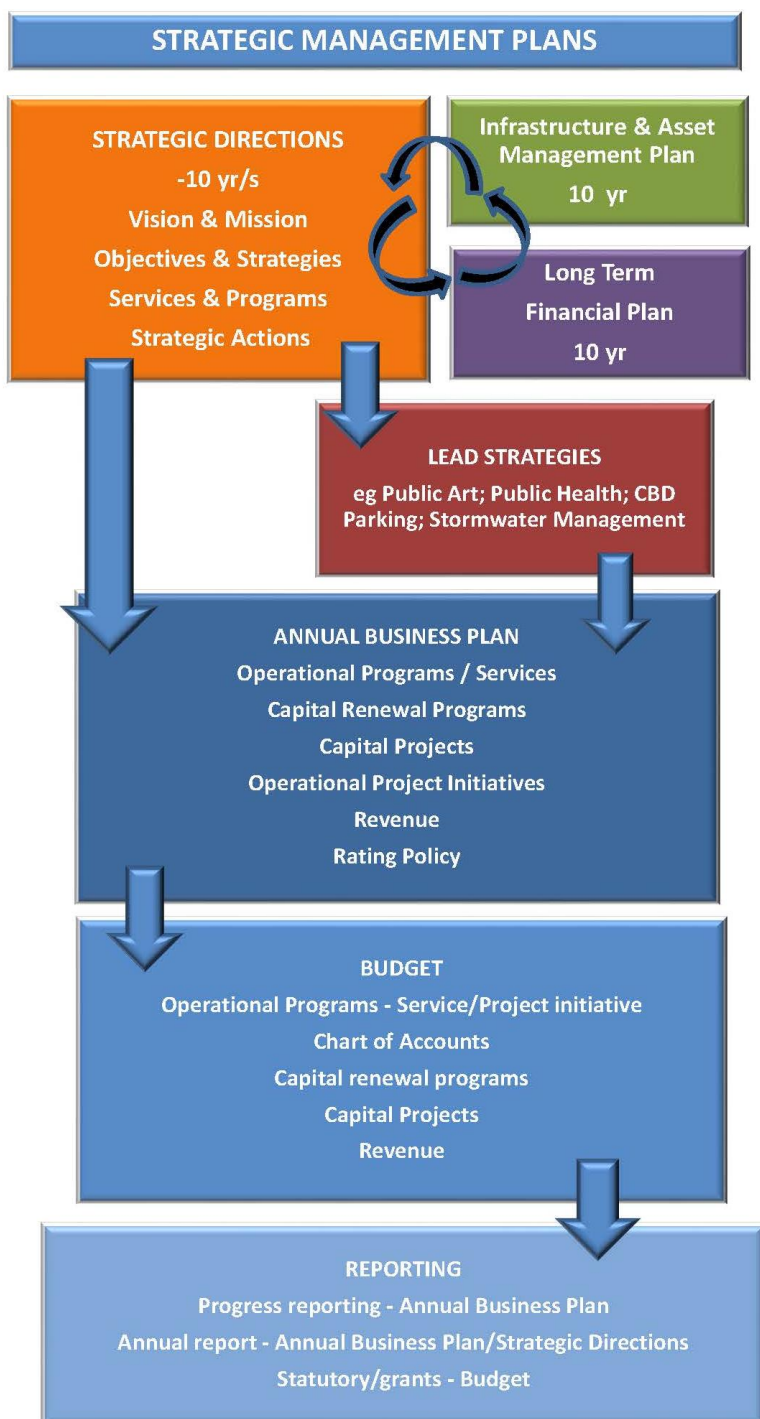 STRATEGIC MANAGEMENT PLANS
STRATEGIC DIRECTIONS
-10 yr/s
Vision & Mission
Objectives & Strategies
Services & Programs
Strategic Actions
Infrastructure & Asset
Management Plan
10 yr
Long Term
Financial Plan
10 yr
LEAD STRATEGIES
eg Public Art; Public Health; CBD
Parking; Stormwater Management
ANNUAL BUSINESS PLAN
Operational Programs / Services
Capital Renewal Programs
Capital Projects
Operational Project Initiatives
Revenue
Rating Policy
BUDGET
Operational Programs - Service/Project initiative
Chart of Accounts
Capital renewal programs
Capital Projects
Revenue
REPORTING
Progress reporting - Annual Business Plan
Annual report - Annual Business Plan/Strategic Directions
Statutory/grants - Budget